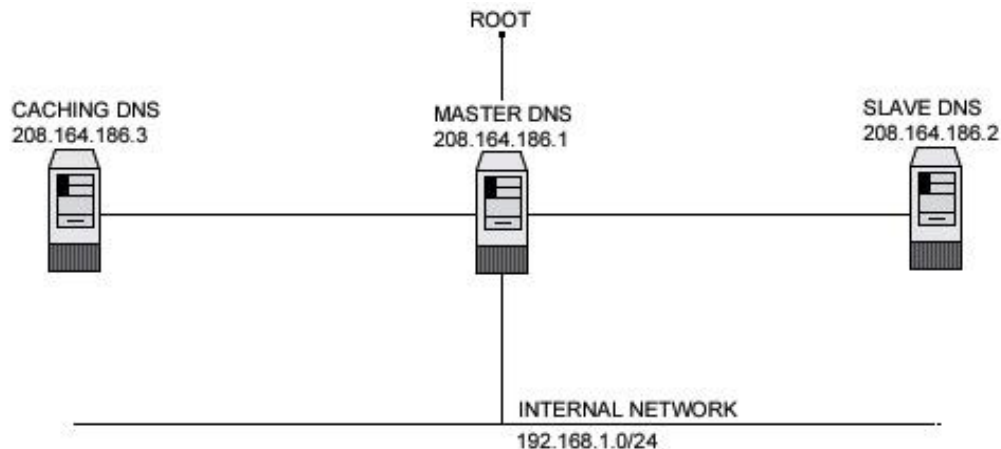 ROOT
CACHING DNS
208.164.186.3
MASTER DNS
208.164.186.1
SLAVE DNS
208.164.186.2
INTERNAL NETWORK
192.168.1.0/24